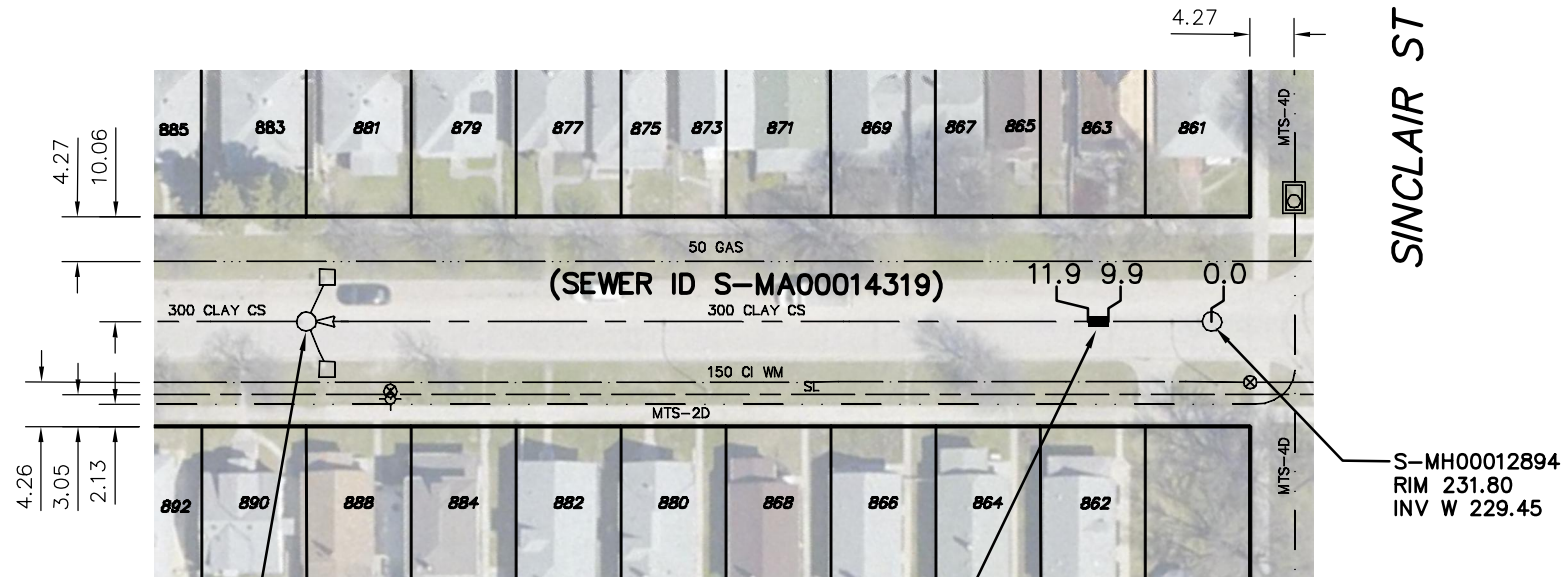 4.27
SINCLAIR ST
885
883
881
879
877
875
873
871
869
867
865
863
861
MTS-4D
4.27
10.06
50 GAS
(SEWER ID S-MA00014319)
11.9
9.9
0.0
300 CLAY CS
300 CLAY CS
150 CI WM
SL
MTS-2D
4.26
3.05
2.13
892
890
888
884
882
880
868
866
864
862
MTS-4D
S-MH00012894
RIM 231.80
INV W 229.45